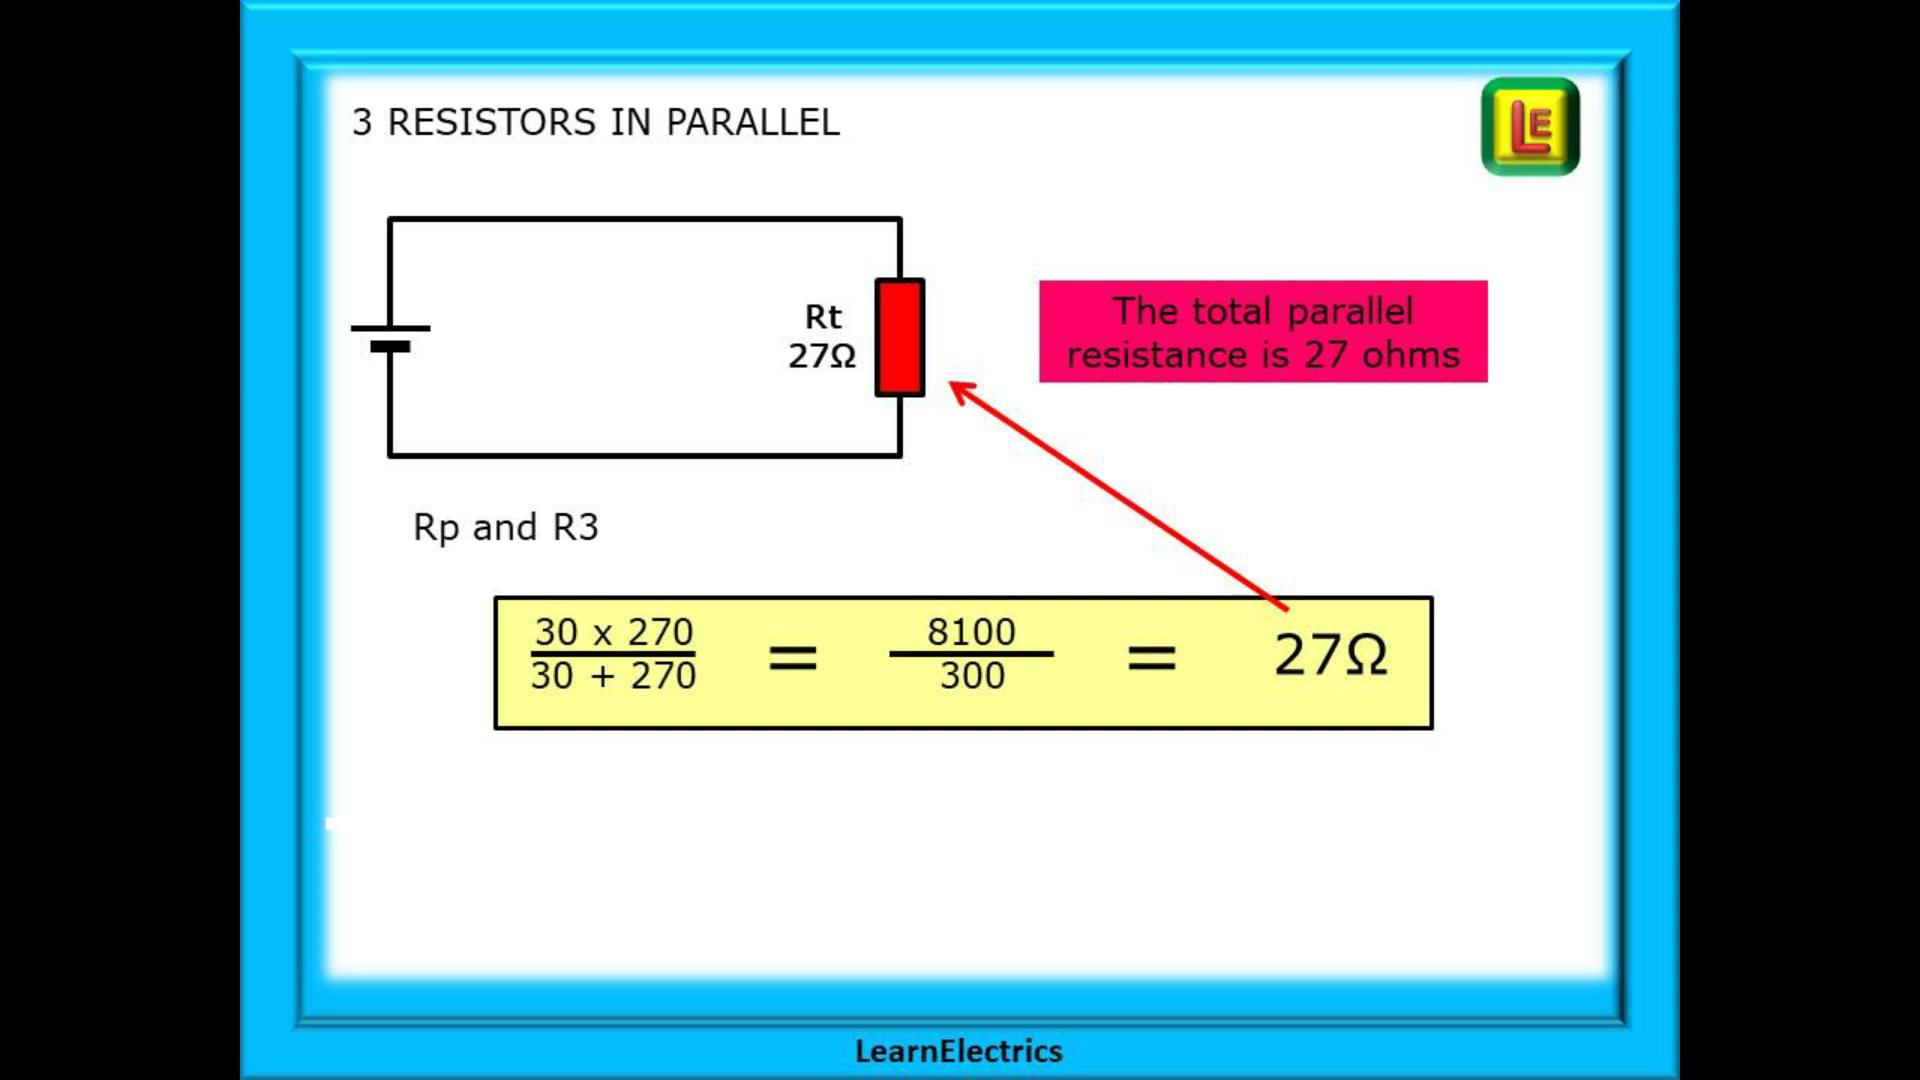 3 RESISTORS IN PARALLEL
LE
Rt
27Ω
The total parallel
resistance is 27 ohms
Rp and R3
30 x 270
30 + 270
=
8100
300
=
27Ω
LearnElectrics